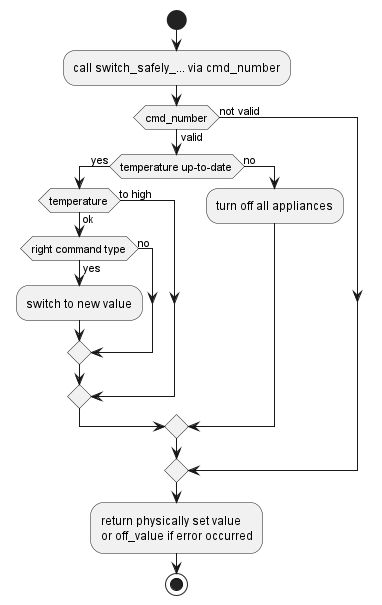 call switch_safely_... via cmd_number
cmd_number
not valid
valid
temperature up-to-date
yes
no
temperature
to high
ok
turn off all appliances
right command type
no
yes
switch to new value
return physically set value
or off_value if error occurred